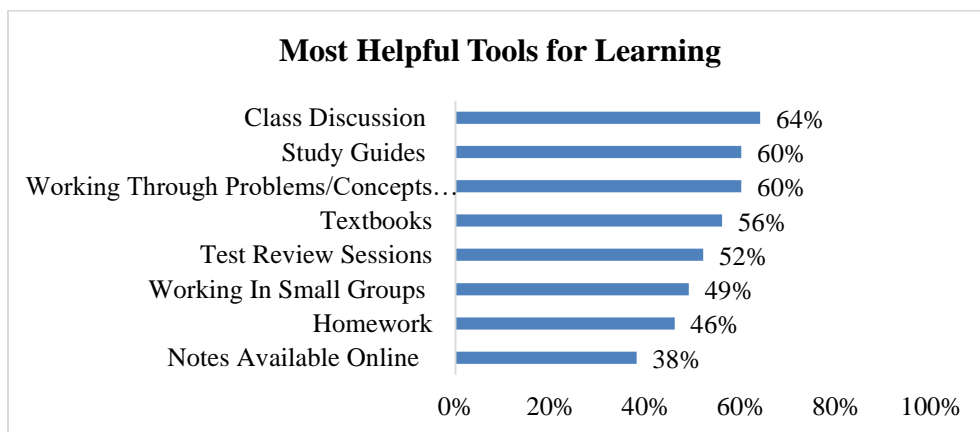 Most Helpful Tools for Learning
Class Discussion 64%
Study Guides 60%
Working Through Problems/Concepts… 60%
Textbooks 56%
Test Review Sessions 52%
Working In Small Groups 49%
Homework 46%
Notes Available Online 38%
0% 20% 40% 60% 80% 100%